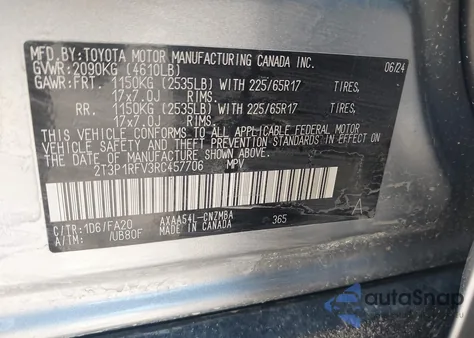 MFD.BY:TOYOTA MOTOR MANUFACTURING CANADA INC.
GVWR:2090KG (4610LB) 06/24
GAWR:FRT. 1150KG (2535LB) WITH 225/65R17 TIRES,
17x7.0J RIMS.
RR. 1150KG (2535LB) WITH 225/65R17 TIRES,
17x7.0J RIMS.
THIS VEHICLE CONFORMS TO ALL APPLICABLE FEDERAL MOTOR
VEHICLE SAFETY AND THEFT PREVENTION STANDARDS IN EFFECT
ON THE DATE OF MANUFACTURE SHOWN ABOVE.
2T3P1RFV3RC457706 MPV
C/TR:1D6/FA20 AXAA54L-CNZMBA 365 A
A/TM: /UB80F MADE IN CANADA
autoSnap